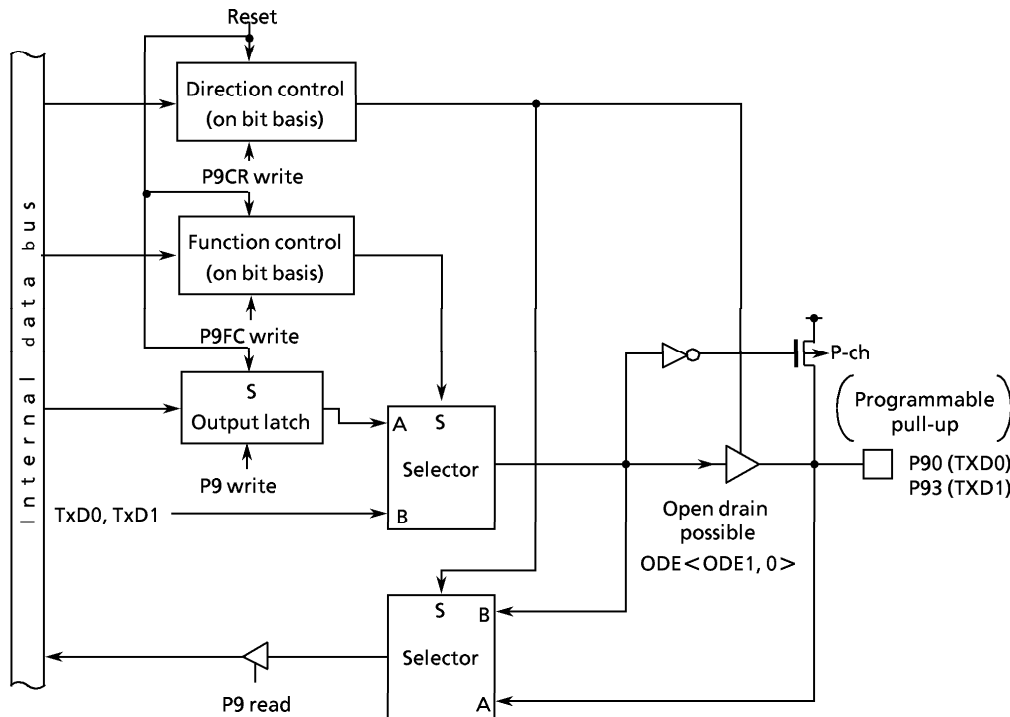 Reset
Direction control
(on bit basis)
P9CR write
Internal data bus
Function control
(on bit basis)
P9FC write
S
Output latch
P9 write
TxD0, TxD1
A
S
Selector
B
P-ch
(Programmable
pull-up)
P90 (TXD0)
P93 (TXD1)
Open drain
possible
ODE<ODE1, 0>
S
B
Selector
A
P9 read